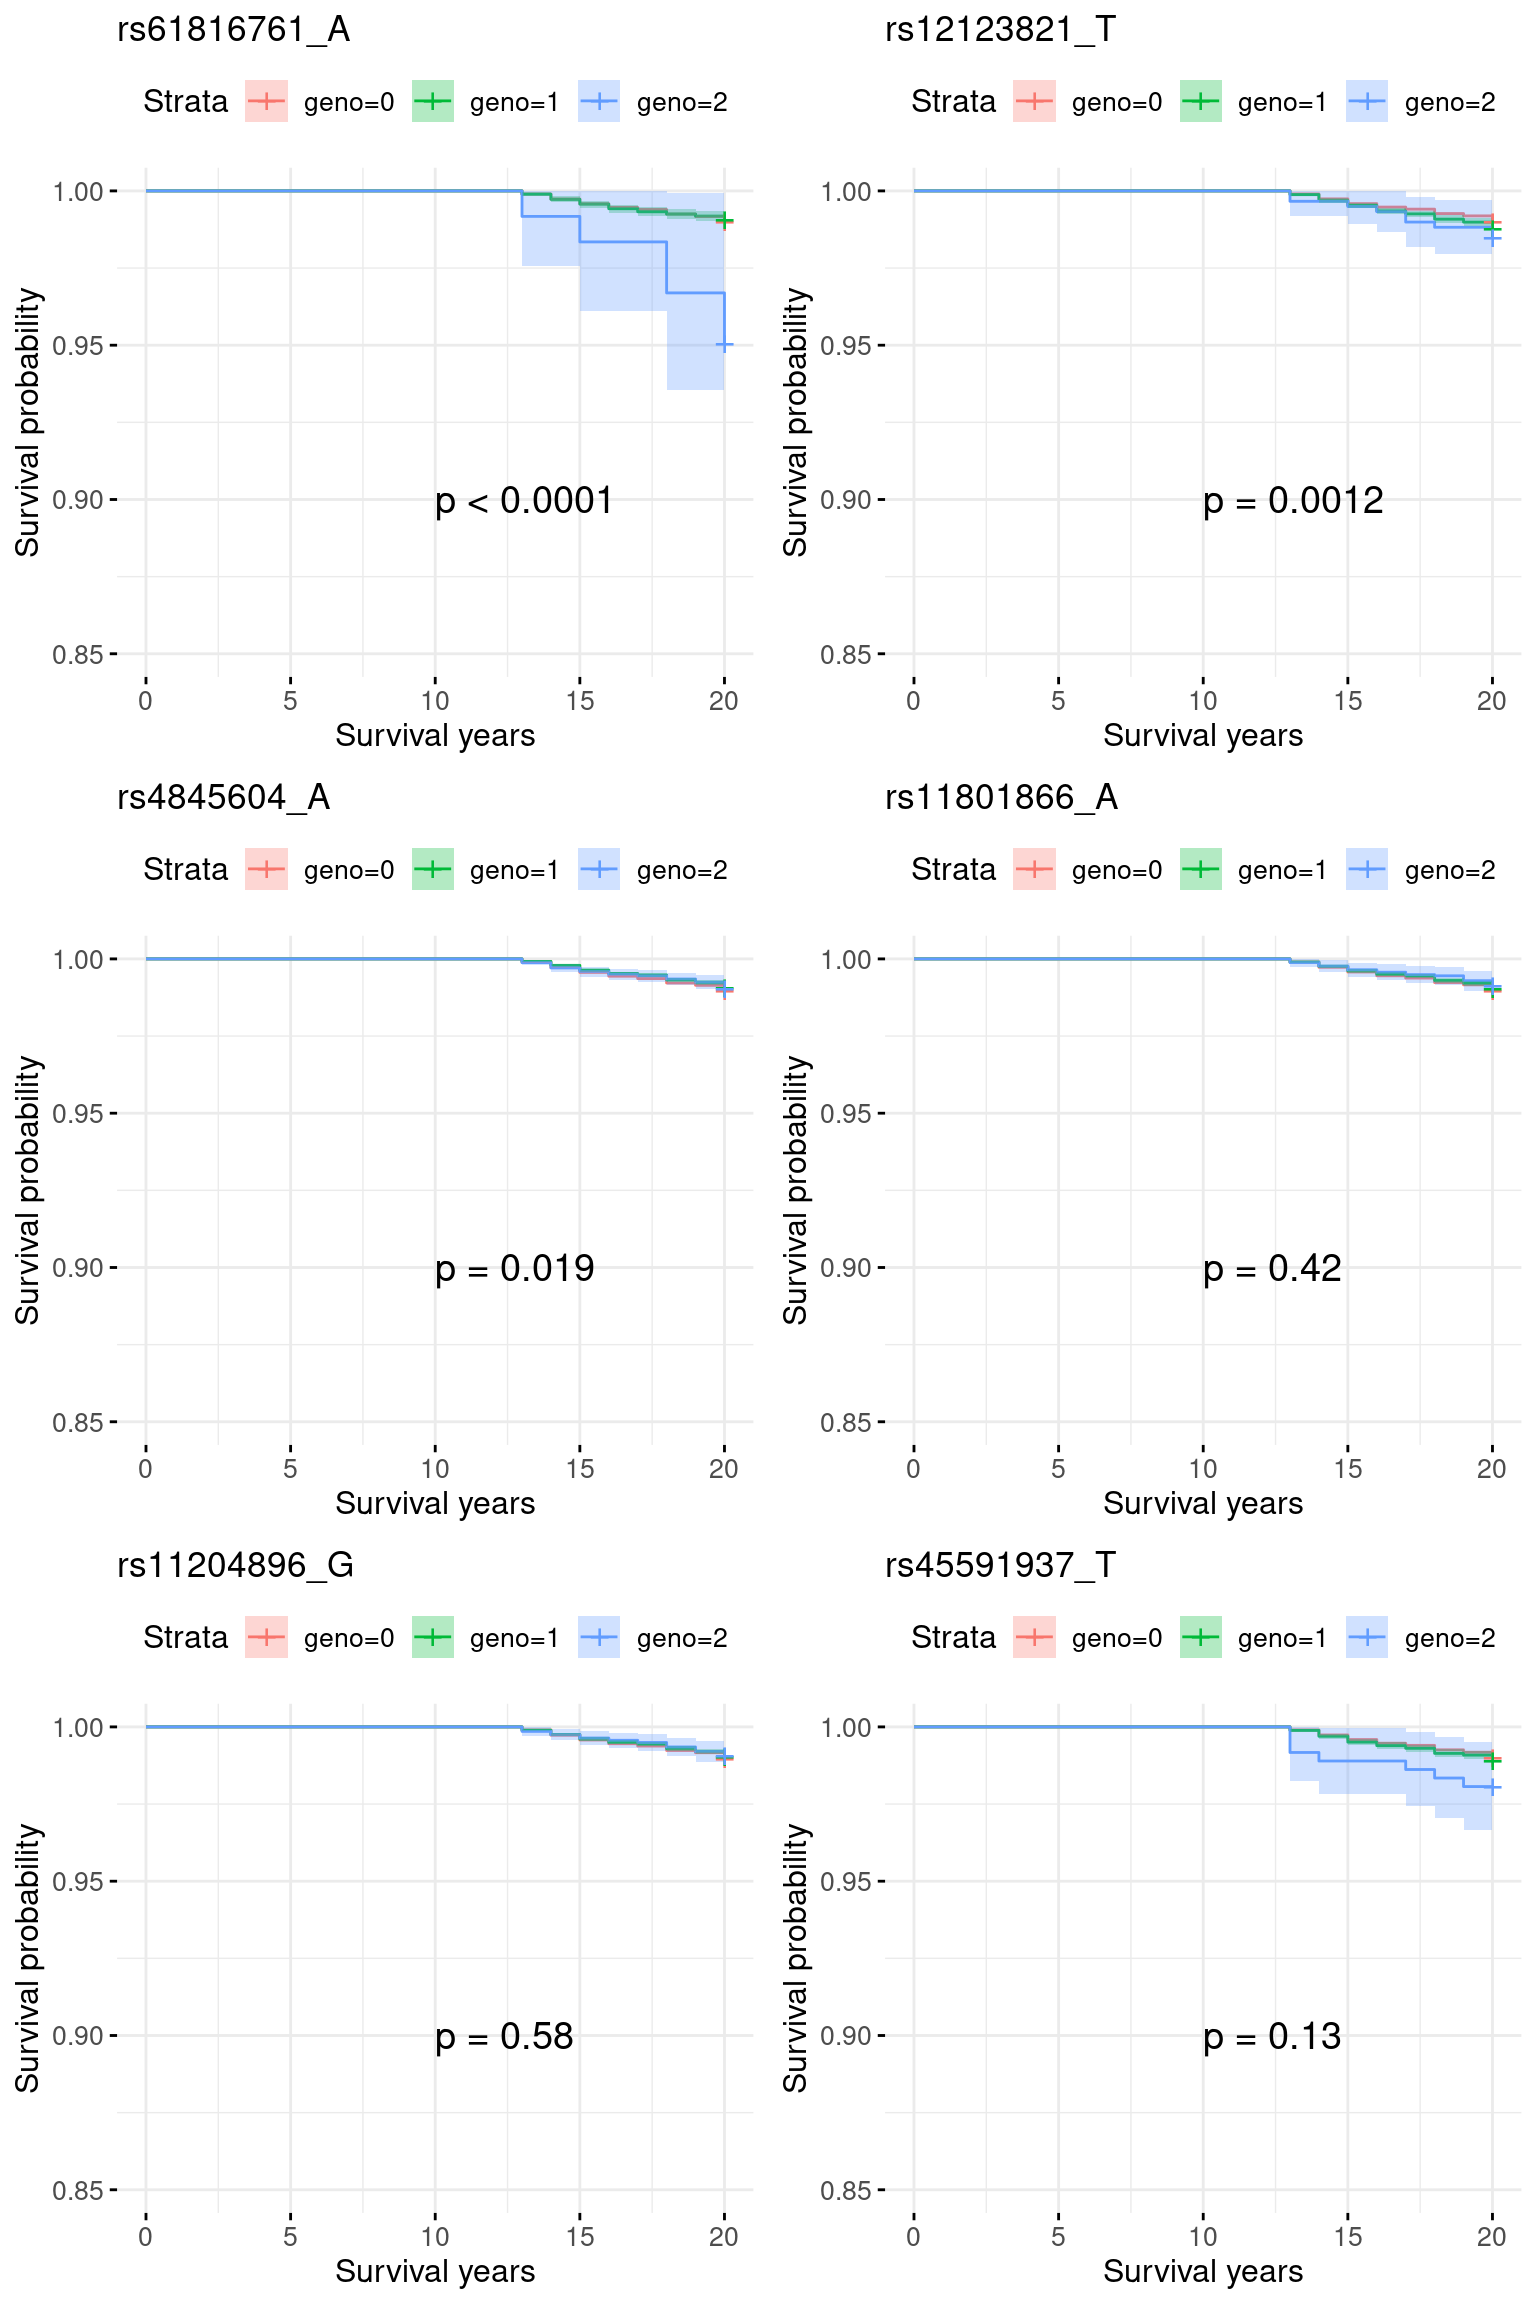 rs61816761_A
Strata geno=0 geno=1 geno=2
1.00
0.95
0.90
0.85
Survival probability
p < 0.0001
0 5 10 15 20
Survival years
rs12123821_T
Strata geno=0 geno=1 geno=2
1.00
0.95
0.90
0.85
Survival probability
p = 0.0012
0 5 10 15 20
Survival years
rs4845604_A
Strata geno=0 geno=1 geno=2
1.00
0.95
0.90
0.85
Survival probability
p = 0.019
0 5 10 15 20
Survival years
rs11801866_A
Strata geno=0 geno=1 geno=2
1.00
0.95
0.90
0.85
Survival probability
p = 0.42
0 5 10 15 20
Survival years
rs11204896_G
Strata geno=0 geno=1 geno=2
1.00
0.95
0.90
0.85
Survival probability
p = 0.58
0 5 10 15 20
Survival years
rs45591937_T
Strata geno=0 geno=1 geno=2
1.00
0.95
0.90
0.85
Survival probability
p = 0.13
0 5 10 15 20
Survival years